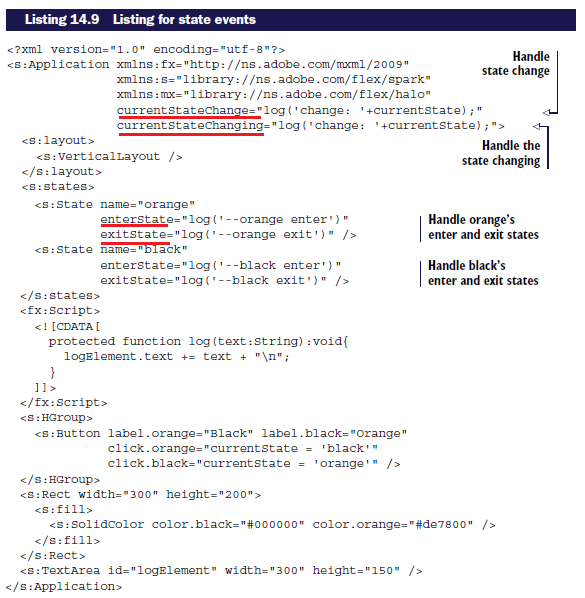 Listing 14.9 Listing for state events
<?xml version="1.0" encoding="utf-8"?>
<s:Application xmlns:fx="http://ns.adobe.com/mxml/2009"
xmlns:s="library://ns.adobe.com/flex/spark"
xmlns:mx="library://ns.adobe.com/flex/halo"
currentStateChange="log('change: '+currentState);"
currentStateChanging="log('change: '+currentState);">
Handle
state change
Handle the
state changing
<s:layout>
<s:VerticalLayout />
</s:layout>
<s:states>
<s:State name="orange"
enterState="log('--orange enter')"
exitState="log('--orange exit')" />
Handle orange's
enter and exit states
<s:State name="black"
enterState="log('--black enter')"
exitState="log('--black exit')" />
Handle black's
enter and exit states
</s:states>
<fx:Script>
<![CDATA[
protected function log(text:String):void{
logElement.text += text + "\n";
}
]]>
</fx:Script>
<s:HGroup>
<s:Button label.orange="Black" label.black="Orange"
click.orange="currentState = 'black'"
click.black="currentState = 'orange'" />
</s:HGroup>
<s:Rect width="300" height="200">
<s:fill>
<s:SolidColor color.black="#000000" color.orange="#de7800" />
</s:fill>
</s:Rect>
<s:TextArea id="logElement" width="300" height="150" />
</s:Application>